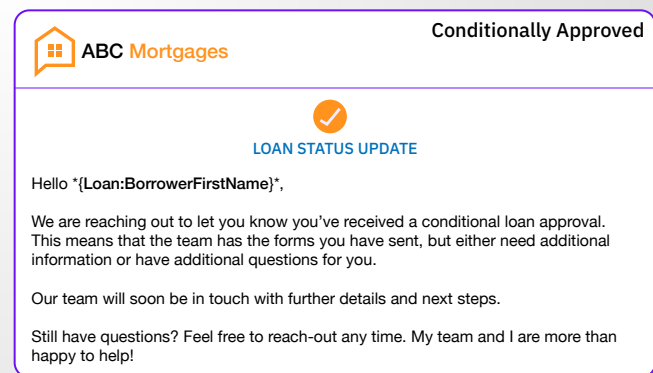 Conditionally Approved
ABC Mortgages
LOAN STATUS UPDATE
Hello *{Loan:BorrowerFirstName}*,
We are reaching out to let you know you've received a conditional loan approval.
This means that the team has the forms you have sent, but either need additional
information or have additional questions for you.
Our team will soon be in touch with further details and next steps.
Still have questions? Feel free to reach-out any time. My team and I are more than
happy to help!